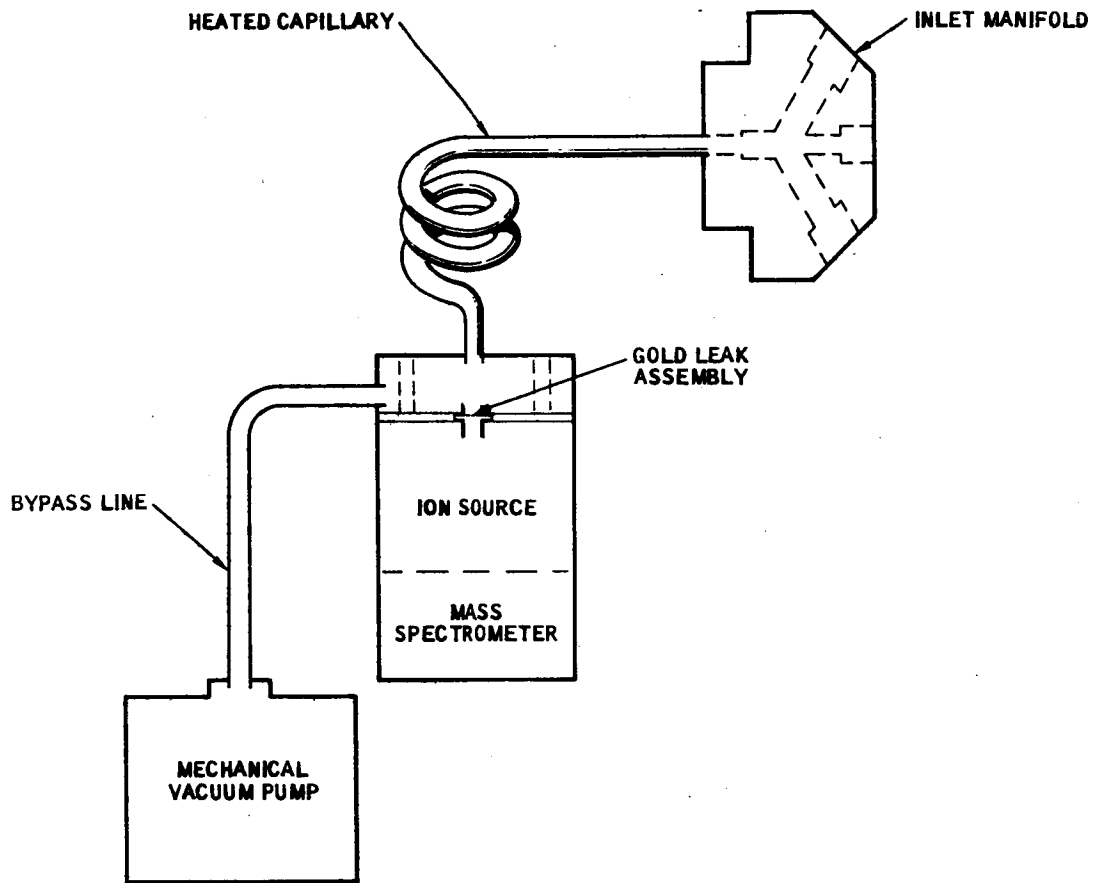 HEATED CAPILLARY
INLET MANIFOLD
GOLD LEAK
ASSEMBLY
BYPASS LINE
ION SOURCE
MASS
SPECTROMETER
MECHANICAL
VACUUM PUMP